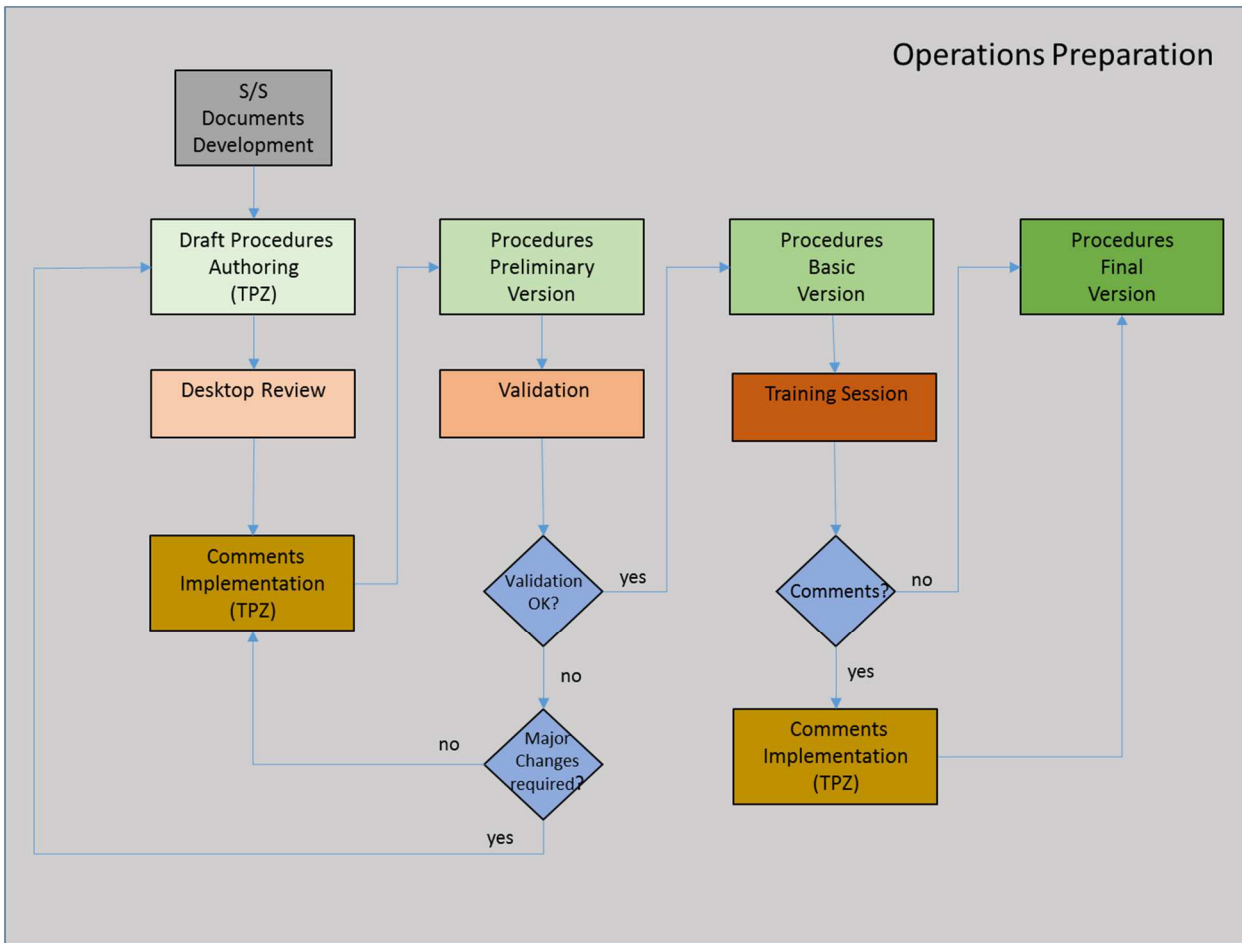 Operations Preparation
S/S
Documents
Development
Draft Procedures
Authoring
(TPZ)
Procedures
Preliminary
Version
Procedures
Basic
Version
Procedures
Final
Version
Desktop Review
Validation
Training Session
Comments
Implementation
(TPZ)
Validation
OK?
yes
Comments?
no
no
yes
Major
Changes
required?
no
Comments
Implementation
(TPZ)
yes